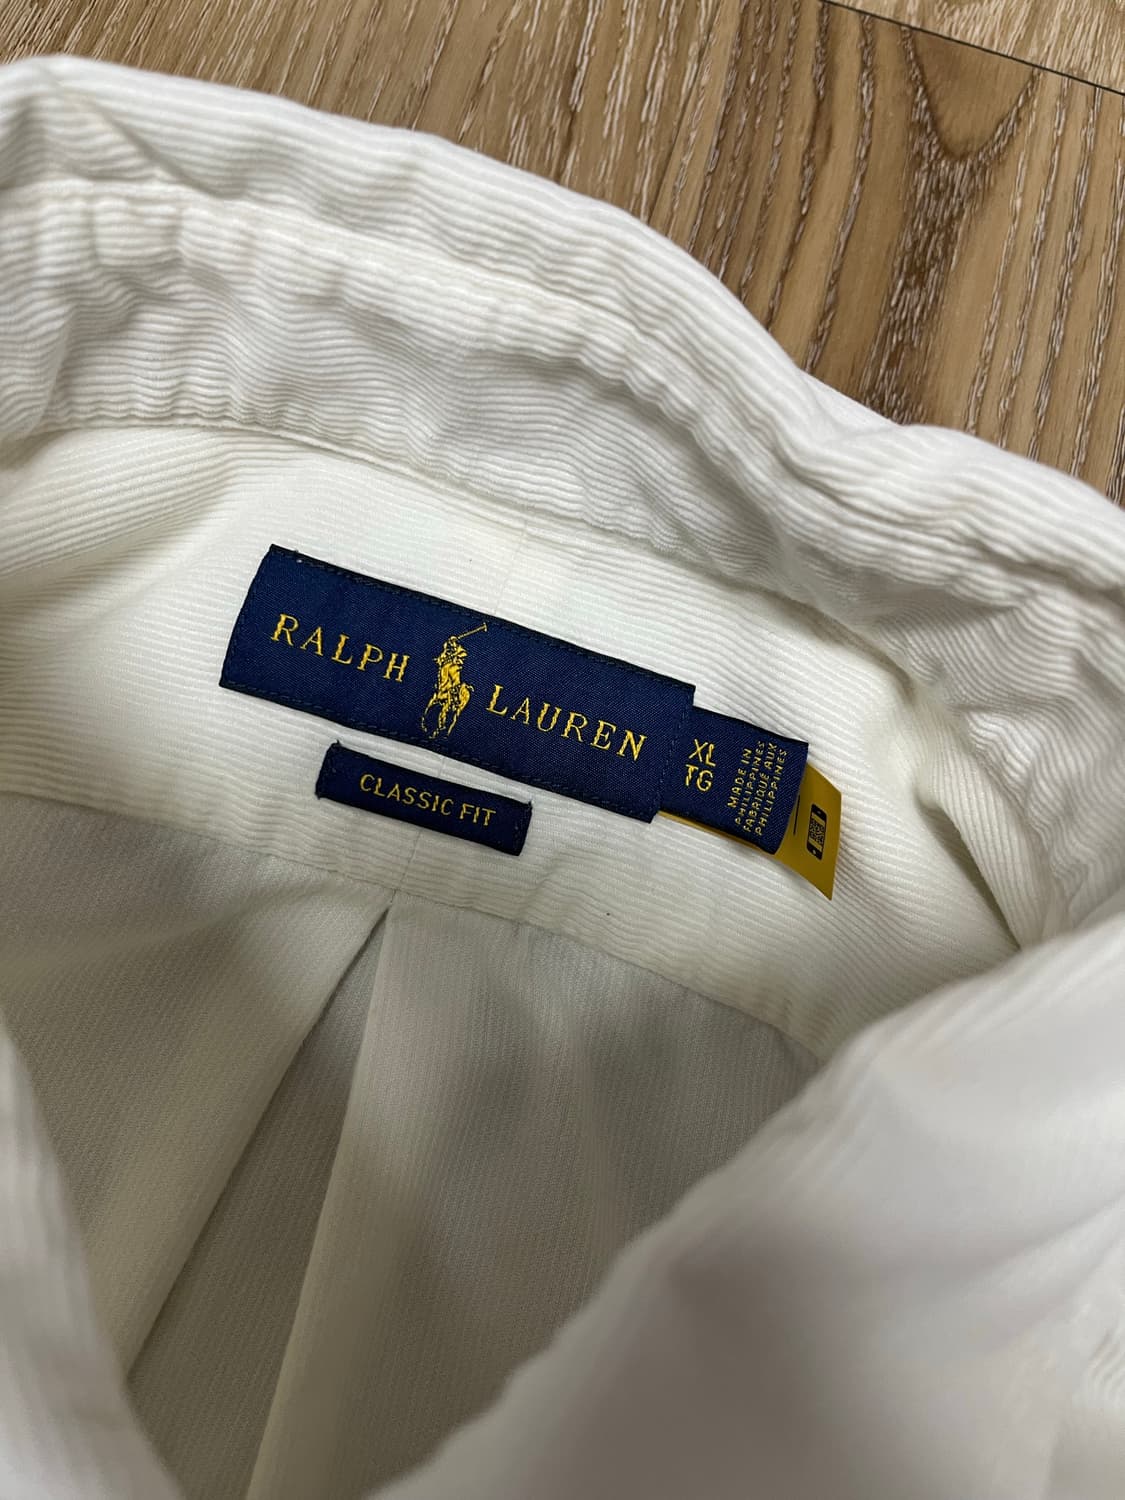 RALPH LAUREN
XL
TG
MADE IN
PHILIPPINES
FABRIQUÉ AUX
PHILIPPINES
CLASSIC FIT